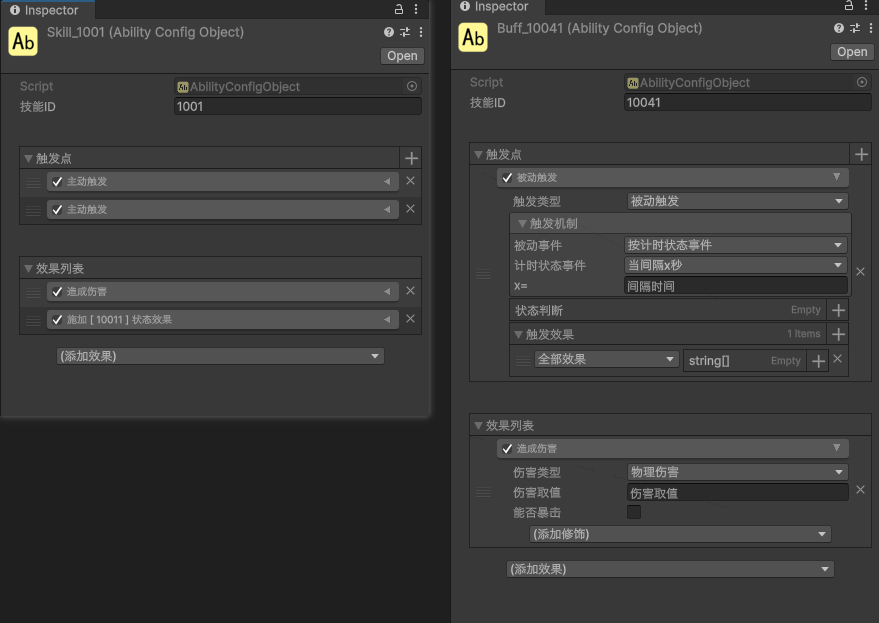 Inspector
Ab
Skill_1001 (Ability Config Object)
Open
Script
Ab AbilityConfigObject
技能ID
1001
触发点
主动触发
主动触发
效果列表
造成伤害
施加 [ 10011 ] 状态效果
(添加效果)
Inspector
Ab
Buff_10041 (Ability Config Object)
Open
Script
Ab AbilityConfigObject
技能ID
10041
触发点
被动触发
触发类型
被动触发
触发机制
被动事件
按计时状态事件
计时状态事件
当间隔x秒
x=
间隔时间
状态判断
Empty
触发效果
1 Items
全部效果
string[]
Empty
效果列表
造成伤害
伤害类型
物理伤害
伤害取值
伤害取值
能否暴击
(添加修饰)
(添加效果)